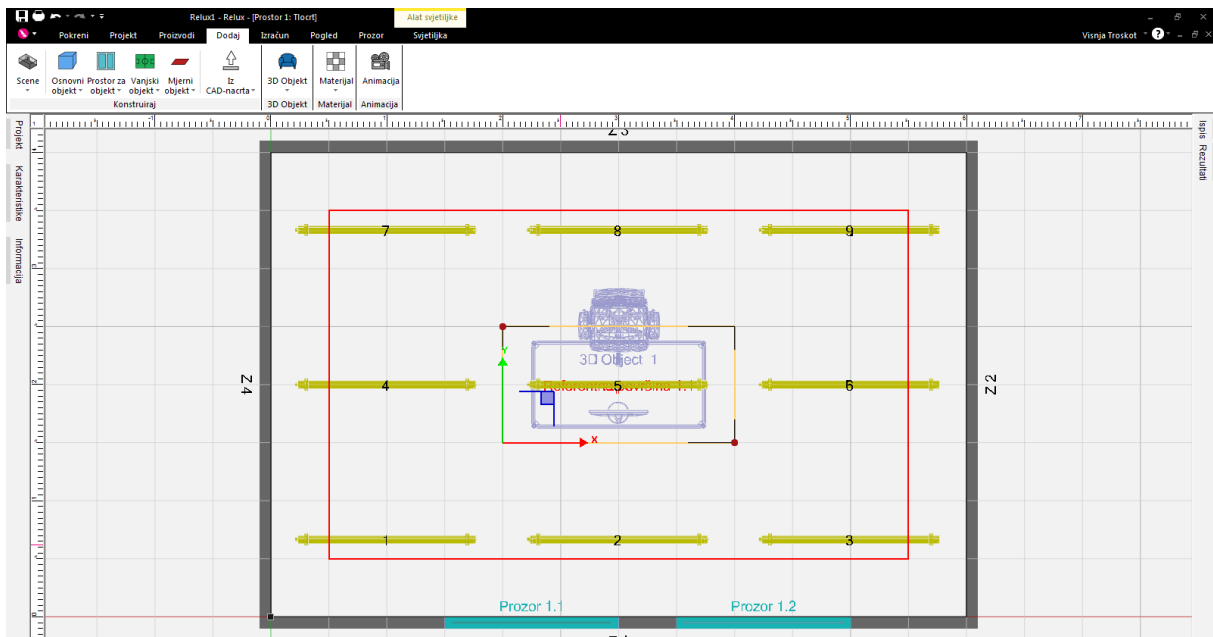 Relux1 - Relux - [Prostor 1: Tlocrt]
Alat svjetiljke
Pokreni Projekt Proizvodi Dodaj Izračun Pogled Prozor Svjetiljka
Visnja Troskot
Scene
Osnovni objekt
Prostor za objekt
Vanjski objekt
Mjerni objekt
Iz CAD-nacrta
3D Objekt
Materijal
Animacija
Konstruiraj
3D Objekt
Materijal
Animacija
Projekt
Karakteristike
Informacija
Ispis Rezultati
7
8
9
3D Object 1
Y
Z 4
4
5
6
Z 2
X
1
2
3
Prozor 1.1
Prozor 1.2